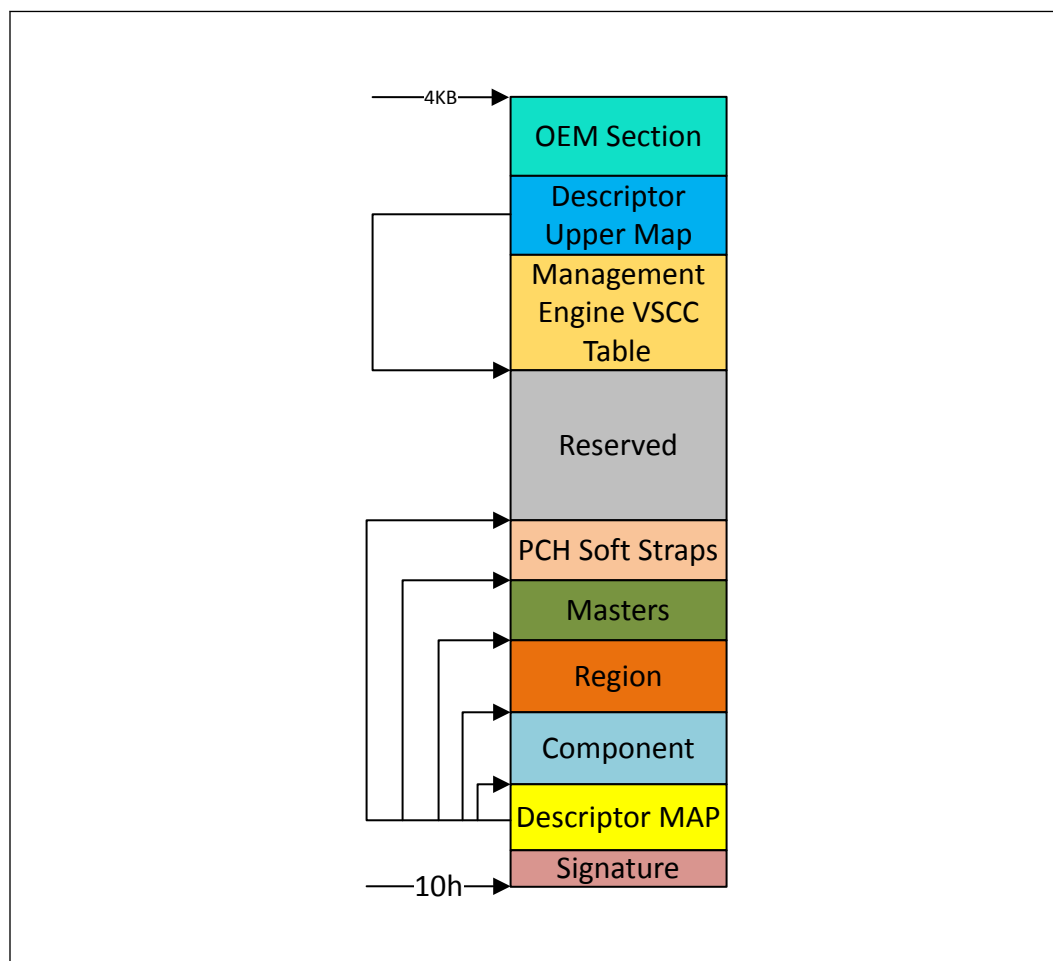 4KB
OEM Section
Descriptor
Upper Map
Management
Engine VSCC
Table
Reserved
PCH Soft Straps
Masters
Region
Component
Descriptor MAP
Signature
10h